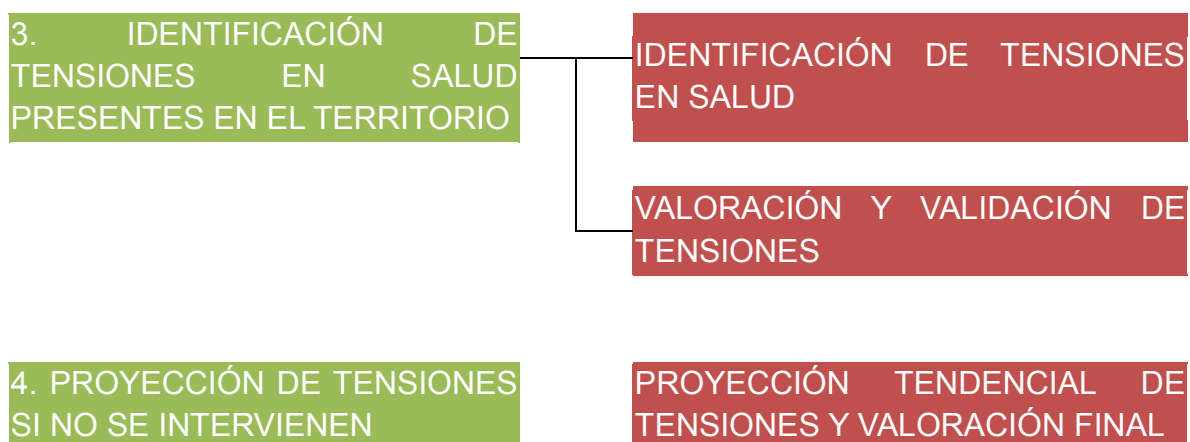 3. IDENTIFICACIÓN DE
TENSIONES EN SALUD
PRESENTES EN EL TERRITORIO
IDENTIFICACIÓN DE TENSIONES
EN SALUD
VALORACIÓN Y VALIDACIÓN DE
TENSIONES
4. PROYECCIÓN DE TENSIONES
SI NO SE INTERVIENEN
PROYECCIÓN TENDENCIAL DE
TENSIONES Y VALORACIÓN FINAL